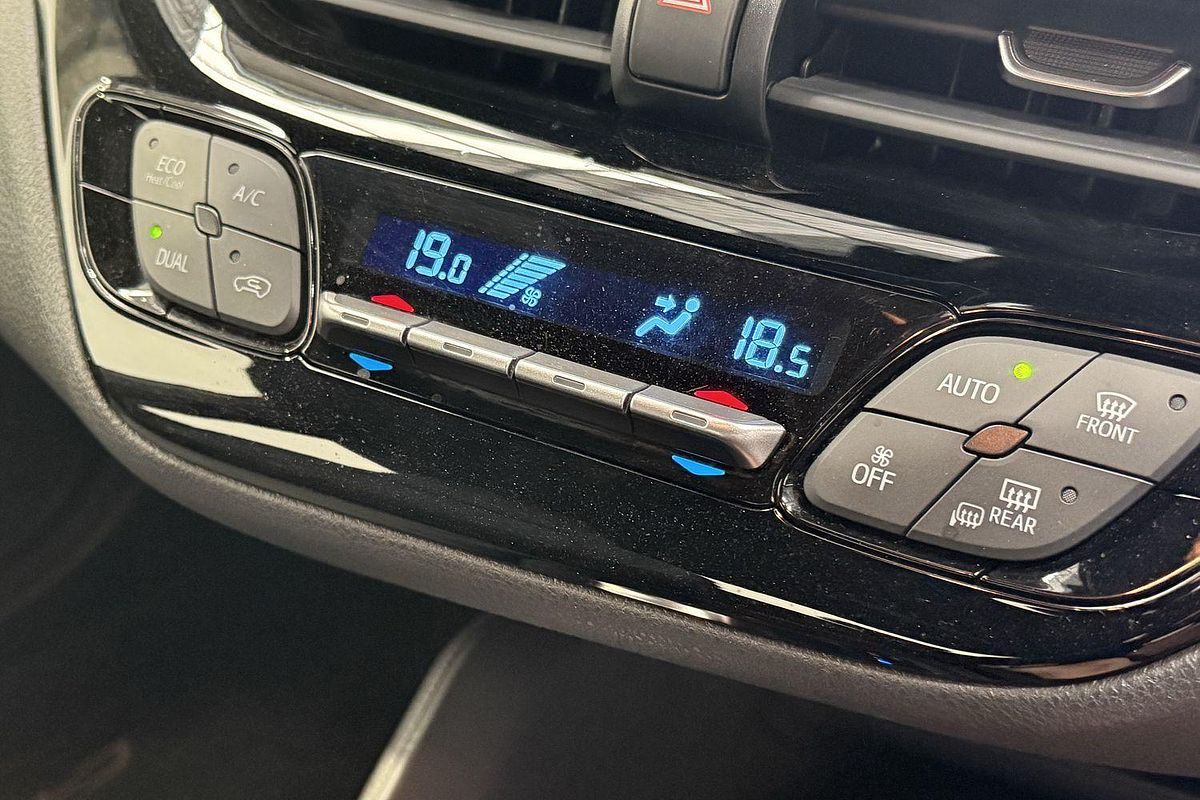 ECO
Heat/Cool
A/C
DUAL
19.0
18.5
AUTO
FRONT
OFF
REAR